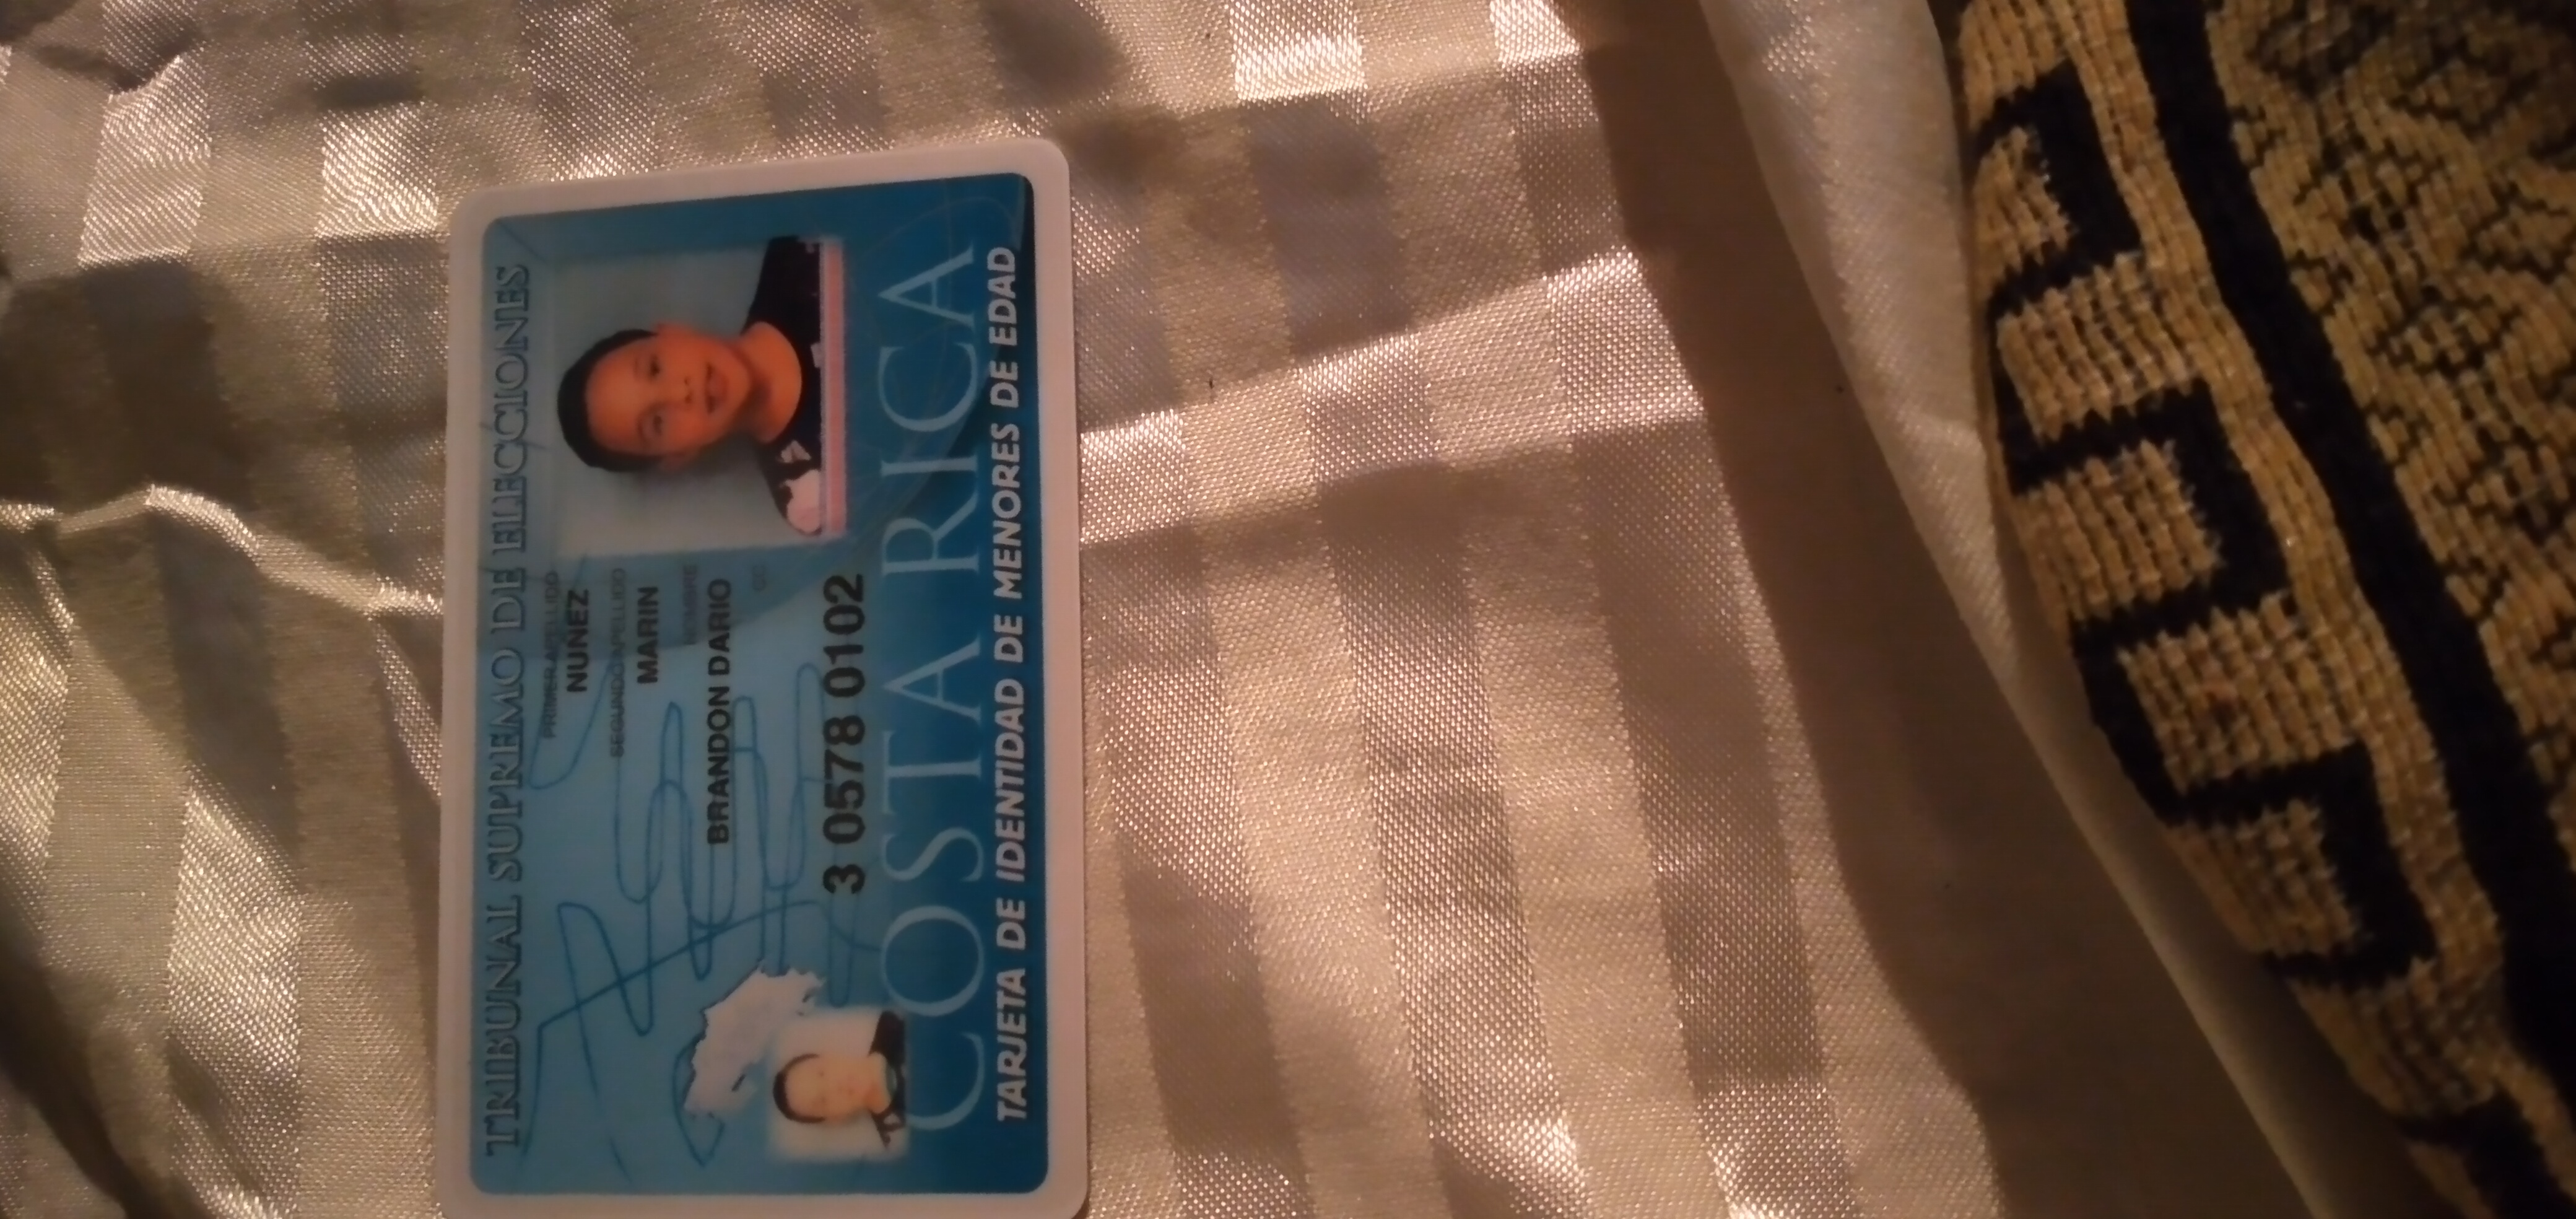 TRIBUNAL SUPREMO DE ELECCIONES
PRIMER APELLIDO
NUÑEZ
SEGUNDO APELLIDO
MARIN
NOMBRE
BRANDON DARIO
CC
3 0578 0102
COSTA RICA
TARJETA DE IDENTIDAD DE MENORES DE EDAD